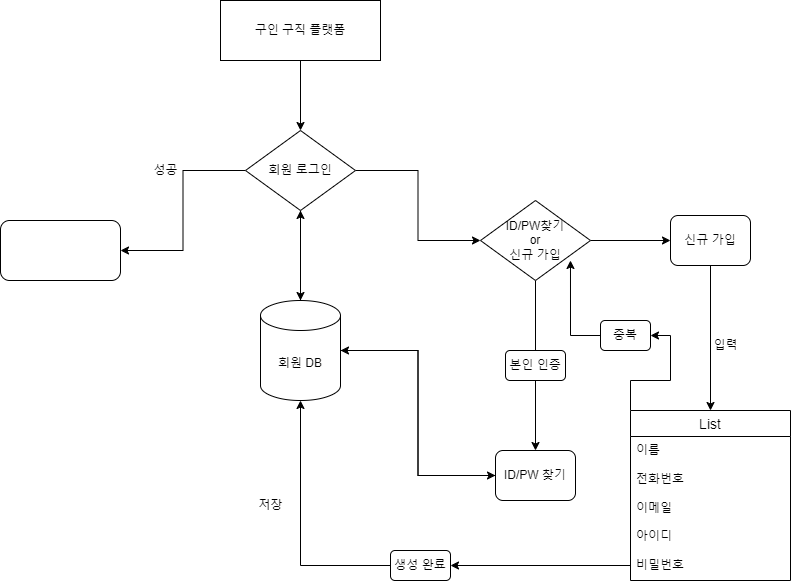 구인 구직 플랫폼
성공
회원 로그인
ID/PW찾기
or
신규 가입
신규 가입
중복
입력
회원 DB
본인 인증
List
이름
ID/PW 찾기
전화번호
저장
이메일
아이디
생성 완료
비밀번호